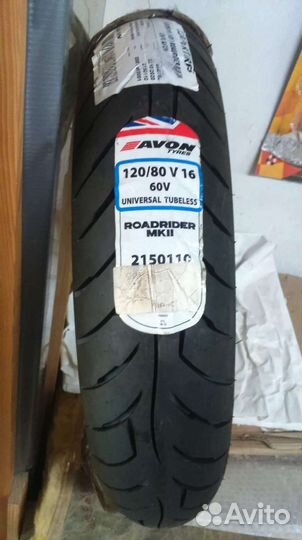 AVON
TYRES
120/80 V 16
60V
UNIVERSAL TUBELESS
ROADRIDER
MKII
2150110
Avito